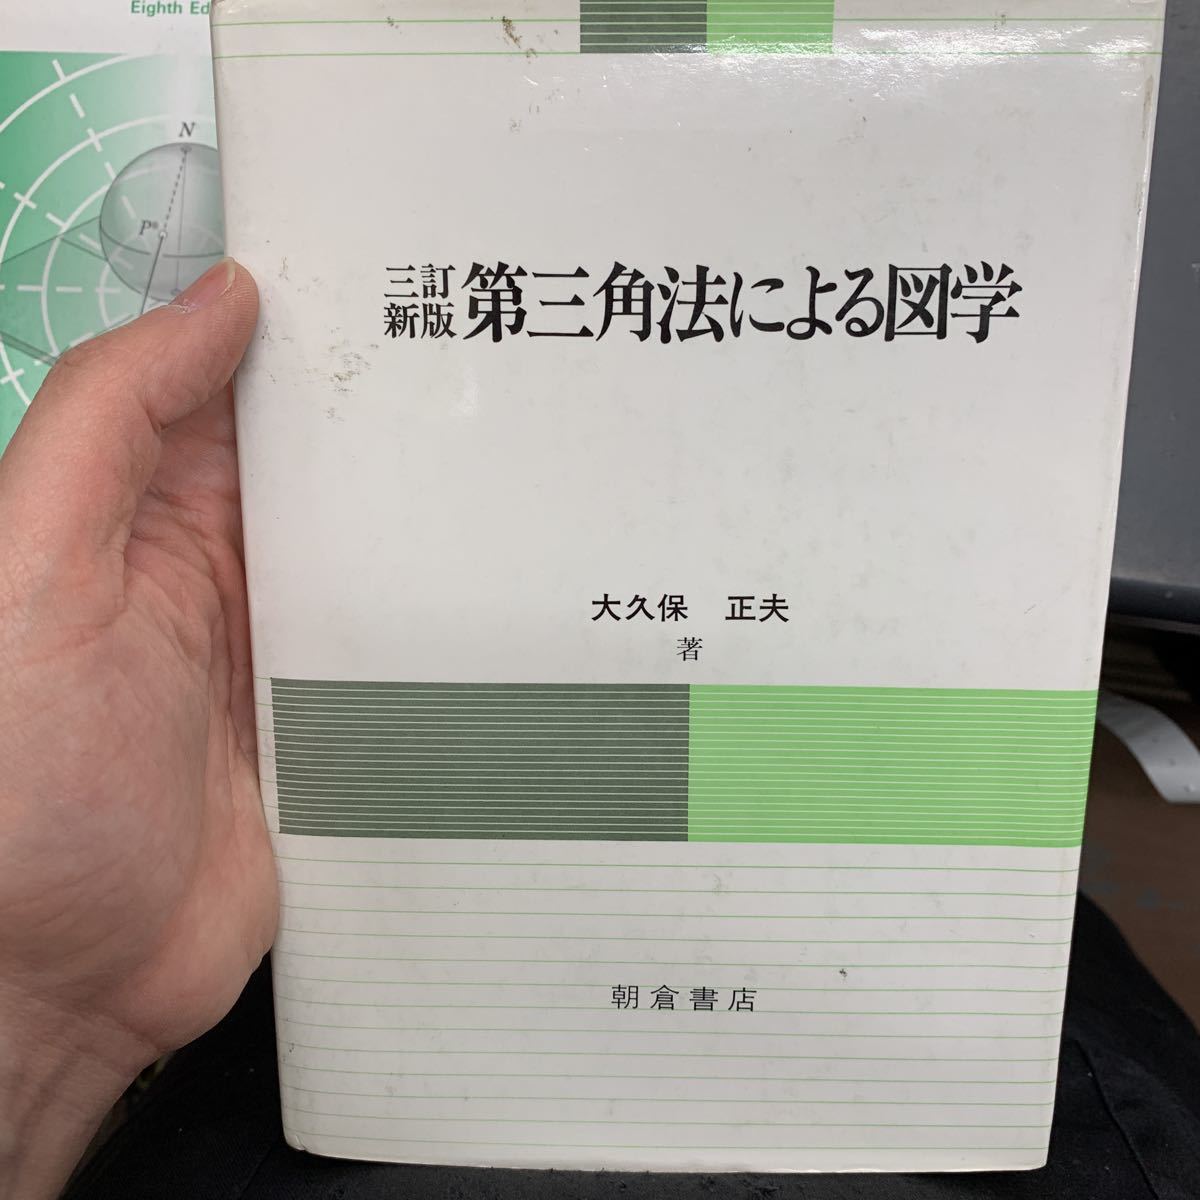 Eighth Ed
N
P
三訂
新版
第三角法による図学
大久保 正夫
著
朝倉書店